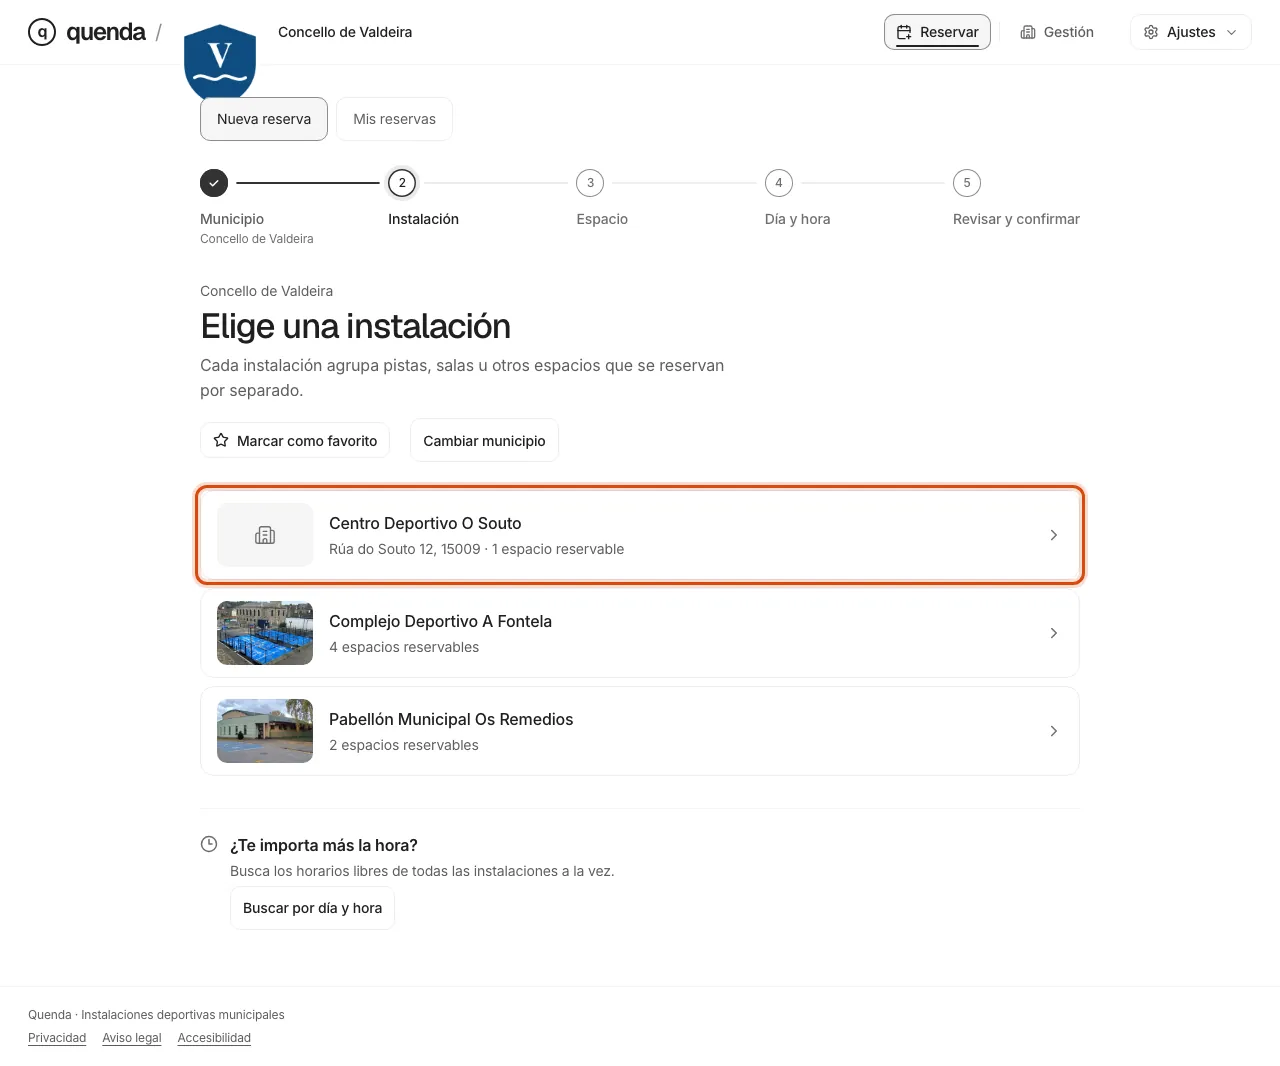 q quenda /
V
Concello de Valdeira
Reservar
Gestión
Ajustes
Nueva reserva
Mis reservas
2
3
4
5
Municipio
Instalación
Espacio
Día y hora
Revisar y confirmar
Concello de Valdeira
Concello de Valdeira
Elige una instalación
Cada instalación agrupa pistas, salas u otros espacios que se reservan
por separado.
Marcar como favorito
Cambiar municipio
Centro Deportivo O Souto
Rúa do Souto 12, 15009 · 1 espacio reservable
Complejo Deportivo A Fontela
4 espacios reservables
Pabellón Municipal Os Remedios
2 espacios reservables
¿Te importa más la hora?
Busca los horarios libres de todas las instalaciones a la vez.
Buscar por día y hora
Quenda · Instalaciones deportivas municipales
Privacidad
Aviso legal
Accesibilidad